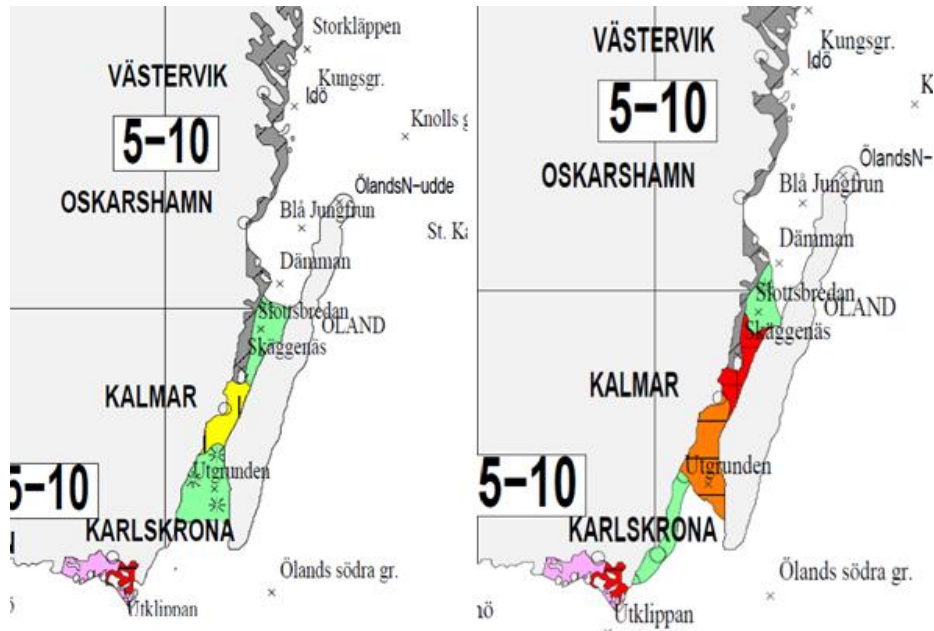 Storkläppen
VÄSTERVIK
Kungsgr.
Idö
5-10
Knolls g
ÖlandsN-udde
OSKARSHAMN
Blå Jungfrun
St. Ka
Dämman
Slottsbredan
ÖLAND
Skäggenäs
KALMAR
5-10
Utgrunden
KARLSKRONA
N
Ölands södra gr.
Utklippan
ö
VÄSTERVIK
Kungsgr.
Idö
5-10
K
ÖlandsN-
OSKARSHAMN
Blå Jungfrun
Dämman
Slottsbredan
ÖLAND
Skäggenäs
KALMAR
Utgrunden
5-10
KARLSKRONA
Ölands södra gr.
nö
Utklippan